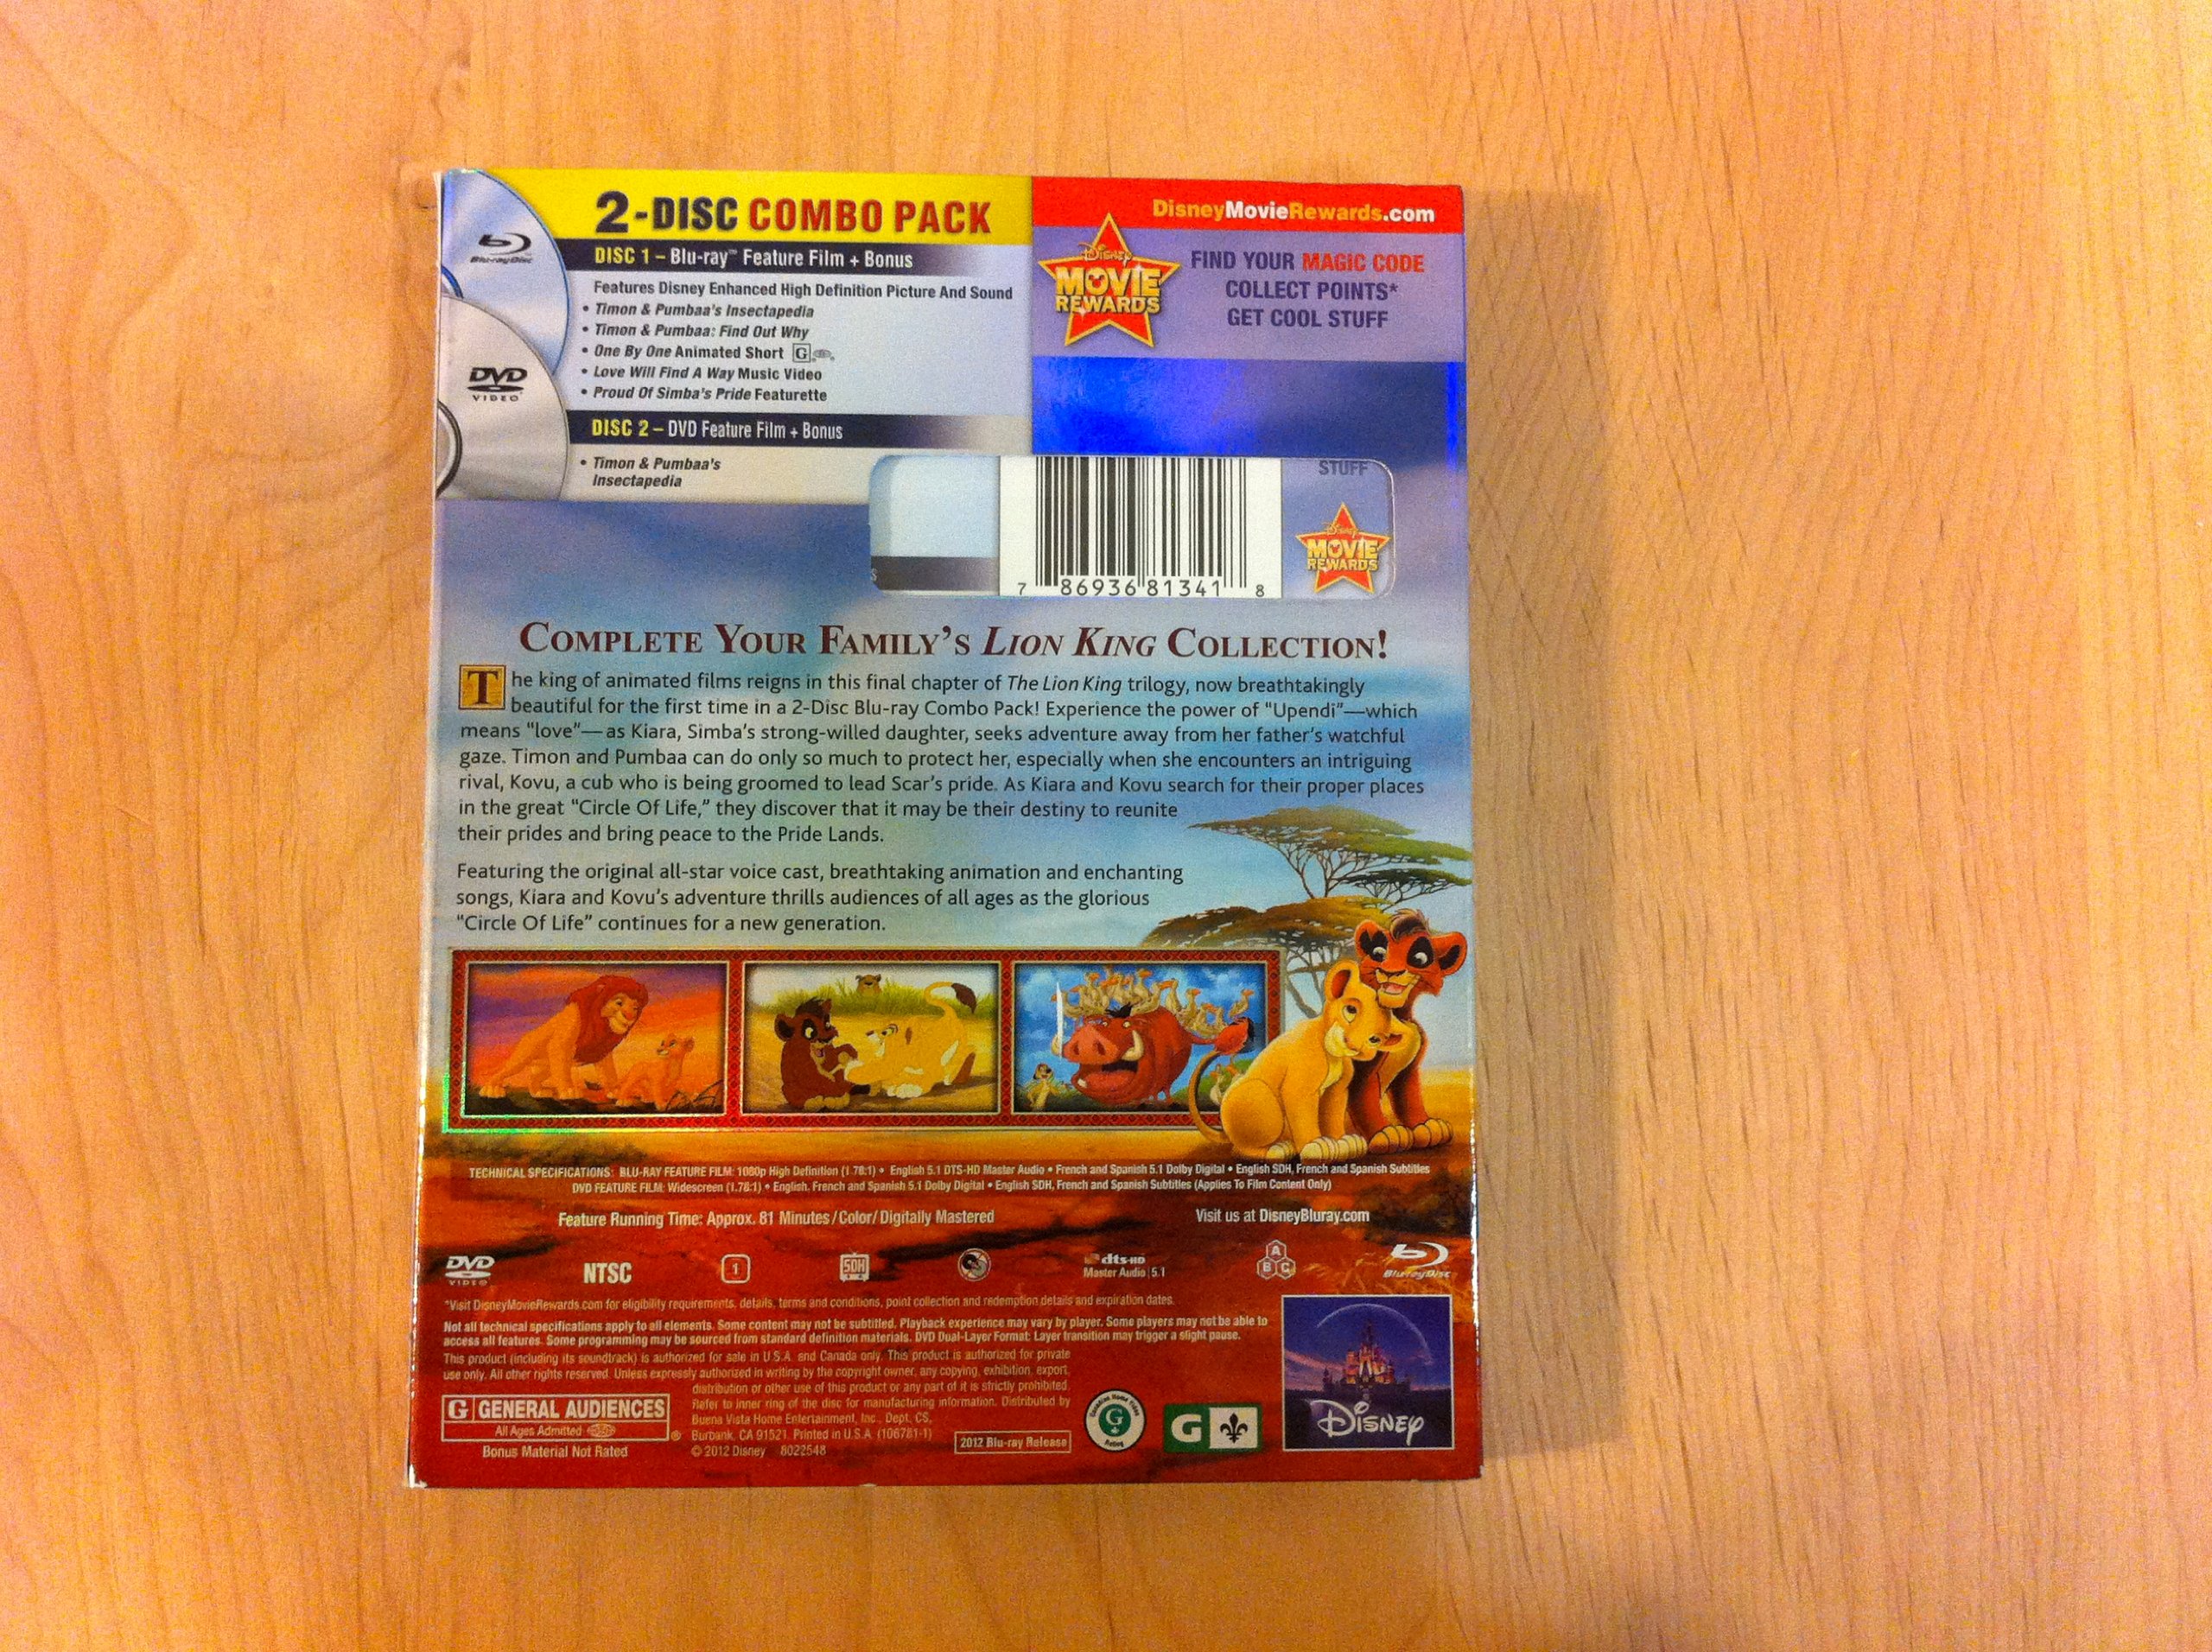 2-DISC COMBO PACK
DISC 1 – Blu-ray™ Feature Film + Bonus
Features Disney Enhanced High Definition Picture And Sound
• Timon & Pumbaa's Insectapedia
• Timon & Pumbaa: Find Out Why
• One By One Animated Short G
• Love Will Find A Way Music Video
• Proud Of Simba's Pride Featurette
DISC 2 – DVD Feature Film + Bonus
• Timon & Pumbaa's
Insectapedia
Blu-ray Disc
DVD
VIDEO
DisneyMovieRewards.com
Disney
MOVIE
REWARDS
FIND YOUR MAGIC CODE
COLLECT POINTS*
GET COOL STUFF
STUFF
Disney
MOVIE
REWARDS
S
7 86936 81341 8
COMPLETE YOUR FAMILY'S LION KING COLLECTION!
The king of animated films reigns in this final chapter of The Lion King trilogy, now breathtakingly
beautiful for the first time in a 2-Disc Blu-ray Combo Pack! Experience the power of "Upendi"—which
means "love"—as Kiara, Simba's strong-willed daughter, seeks adventure away from her father's watchful
gaze. Timon and Pumbaa can do only so much to protect her, especially when she encounters an intriguing
rival, Kovu, a cub who is being groomed to lead Scar's pride. As Kiara and Kovu search for their proper places
in the great "Circle Of Life," they discover that it may be their destiny to reunite
their prides and bring peace to the Pride Lands.
Featuring the original all-star voice cast, breathtaking animation and enchanting
songs, Kiara and Kovu's adventure thrills audiences of all ages as the glorious
"Circle Of Life" continues for a new generation.
TECHNICAL SPECIFICATIONS: BLU-RAY FEATURE FILM: 1080p High Definition (1.78:1) • English 5.1 DTS-HD Master Audio • French and Spanish 5.1 Dolby Digital • English SDH, French and Spanish Subtitles
DVD FEATURE FILM: Widescreen (1.78:1) • English, French and Spanish 5.1 Dolby Digital • English SDH, French and Spanish Subtitles (Applies To Film Content Only)
Feature Running Time: Approx. 81 Minutes/Color/Digitally Mastered
Visit us at DisneyBluray.com
DVD
VIDEO
NTSC
1
SDH
dts-HD
Master Audio | 5.1
A
B C
Blu-ray Disc
*Visit DisneyMovieRewards.com for eligibility requirements, details, terms and conditions, point collection and redemption details and expiration dates.
Not all technical specifications apply to all elements. Some content may not be subtitled. Playback experience may vary by player. Some players may not be able to
access all features. Some programming may be sourced from standard definition materials. DVD Dual-Layer Format: Layer transition may trigger a slight pause.
This product (including its soundtrack) is authorized for sale in U.S.A. and Canada only. This product is authorized for private
use only. All other rights reserved. Unless expressly authorized in writing by the copyright owner, any copying, exhibition, export,
distribution or other use of this product or any part of it is strictly prohibited.
Refer to inner ring of the disc for manufacturing information. Distributed by
Buena Vista Home Entertainment, Inc., Dept. CS,
Burbank, CA 91521. Printed in U.S.A. (106781-1)
© 2012 Disney 8022548
G GENERAL AUDIENCES
All Ages Admitted
®
Bonus Material Not Rated
2012 Blu-ray Release
Canadian Home Video
G
Rated
G
Disney